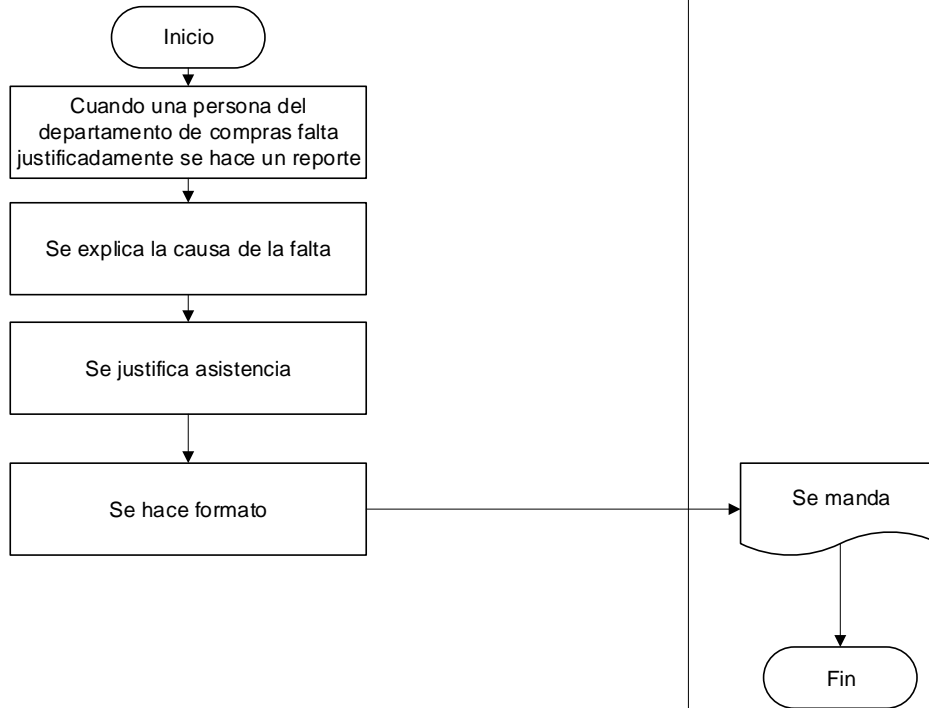 Inicio
Cuando una persona del
departamento de compras falta
justificadamente se hace un reporte
Se explica la causa de la falta
Se justifica asistencia
Se hace formato
Se manda
Fin